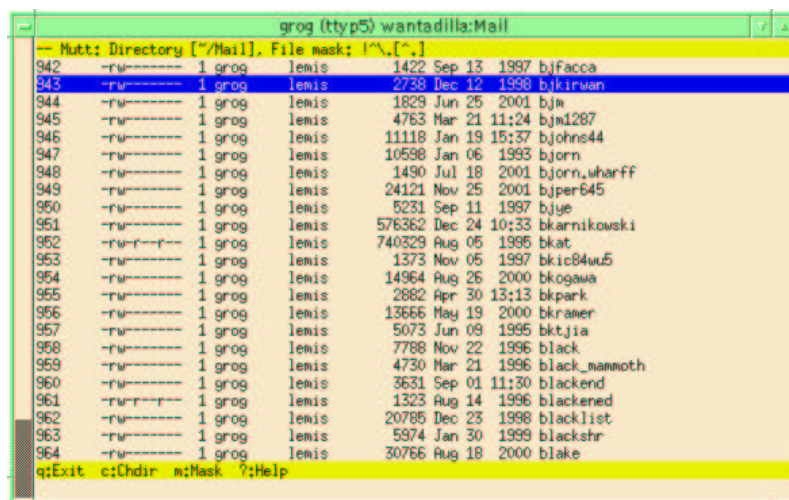 grog (ttyp5) wantadilla:Mail
-- Mutt: Directory [~/Mail], File mask: !^\.[^.]
942 -rw------- 1 grog lemis 1422 Sep 13 1997 bjfacca
943 -rw------- 1 grog lemis 2738 Dec 12 1998 bjkirwan
944 -rw------- 1 grog lemis 1829 Jun 25 2001 bjm
945 -rw------- 1 grog lemis 4763 Mar 21 11:24 bjm1287
946 -rw------- 1 grog lemis 11118 Jan 19 15:37 bjohns44
947 -rw------- 1 grog lemis 10598 Jan 06 1993 bjorn
948 -rw------- 1 grog lemis 1490 Jul 18 2001 bjorn.wharff
949 -rw------- 1 grog lemis 24121 Nov 25 2001 bjper645
950 -rw------- 1 grog lemis 5231 Sep 11 1997 bjye
951 -rw------- 1 grog lemis 576362 Dec 24 10:33 bkarnikowski
952 -rw-r--r-- 1 grog lemis 740329 Aug 05 1995 bkat
953 -rw------- 1 grog lemis 1373 Nov 05 1997 bkic84wu5
954 -rw------- 1 grog lemis 14964 Aug 26 2000 bkogawa
955 -rw------- 1 grog lemis 2882 Apr 30 13:13 bkpark
956 -rw------- 1 grog lemis 13666 May 19 2000 bkramer
957 -rw------- 1 grog lemis 5073 Jun 09 1995 bktjia
958 -rw------- 1 grog lemis 7788 Nov 22 1996 black
959 -rw------- 1 grog lemis 4730 Mar 21 1996 black_mammoth
960 -rw------- 1 grog lemis 3631 Sep 01 11:30 blackend
961 -rw-r--r-- 1 grog lemis 1323 Aug 14 1996 blackened
962 -rw------- 1 grog lemis 20785 Dec 23 1998 blacklist
963 -rw------- 1 grog lemis 5974 Jan 30 1999 blackshr
964 -rw------- 1 grog lemis 30766 Aug 18 2000 blake
q:Exit c:Chdir m:Mask ?:Help